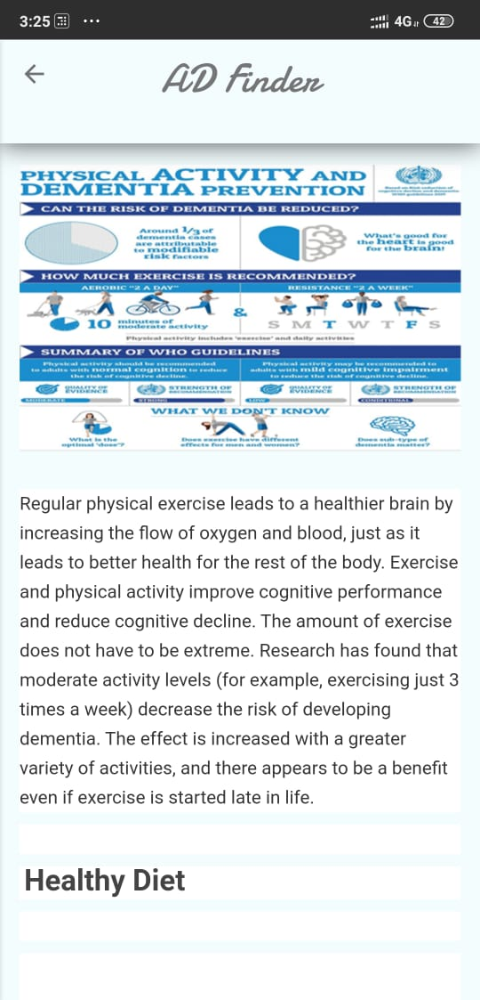 3:25 ... 4G 42
AD Finder
PHYSICAL ACTIVITY AND
DEMENTIA PREVENTION
CAN THE RISK OF DEMENTIA BE REDUCED?
Around 1/3 of
dementia cases
are attributable
to modifiable
risk factors
What's good for
the heart is good
for the brain!
HOW MUCH EXERCISE IS RECOMMENDED?
AEROBIC "2 A DAY"
RESISTANCE "2 A WEEK"
&
10 minutes of
moderate activity
S M T W T F S
Physical activity includes 'exercise' and daily activities
SUMMARY OF WHO GUIDELINES
Physical activity should be recommended
to adults with normal cognition to reduce
the risk of cognitive decline.
Physical activity may be recommended to
adults with mild cognitive impairment
to reduce the risk of cognitive decline.
QUALITY OF
EVIDENCE
STRENGTH OF
RECOMMENDATION
QUALITY OF
EVIDENCE
STRENGTH OF
RECOMMENDATION
MODERATE
STRONG
LOW
CONDITIONAL
WHAT WE DON'T KNOW
What is the
optimal 'dose'?
Does exercise have different
effects for men and women?
Does sub-type of
dementia matter?
Regular physical exercise leads to a healthier brain by
increasing the flow of oxygen and blood, just as it
leads to better health for the rest of the body. Exercise
and physical activity improve cognitive performance
and reduce cognitive decline. The amount of exercise
does not have to be extreme. Research has found that
moderate activity levels (for example, exercising just 3
times a week) decrease the risk of developing
dementia. The effect is increased with a greater
variety of activities, and there appears to be a benefit
even if exercise is started late in life.
Healthy Diet